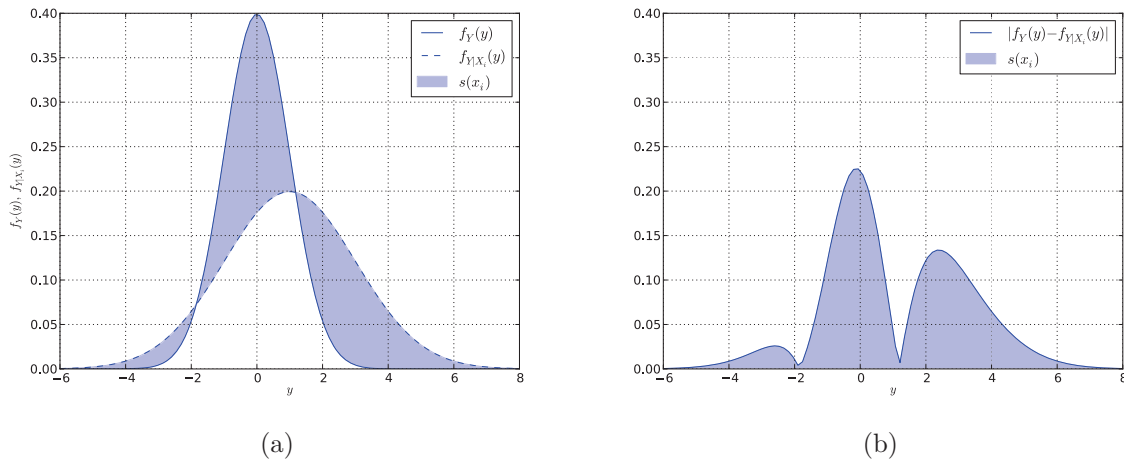 0.40
0.35
0.30
0.25
0.20
0.15
0.10
0.05
0.00
f_Y(y), f_{Y|X_i}(y)
f_Y(y)
f_{Y|X_i}(y)
s(x_i)
−6 −4 −2 0 2 4 6 8
y
(a)
0.40
0.35
0.30
0.25
0.20
0.15
0.10
0.05
0.00
|f_Y(y)−f_{Y|X_i}(y)|
s(x_i)
−6 −4 −2 0 2 4 6 8
y
(b)